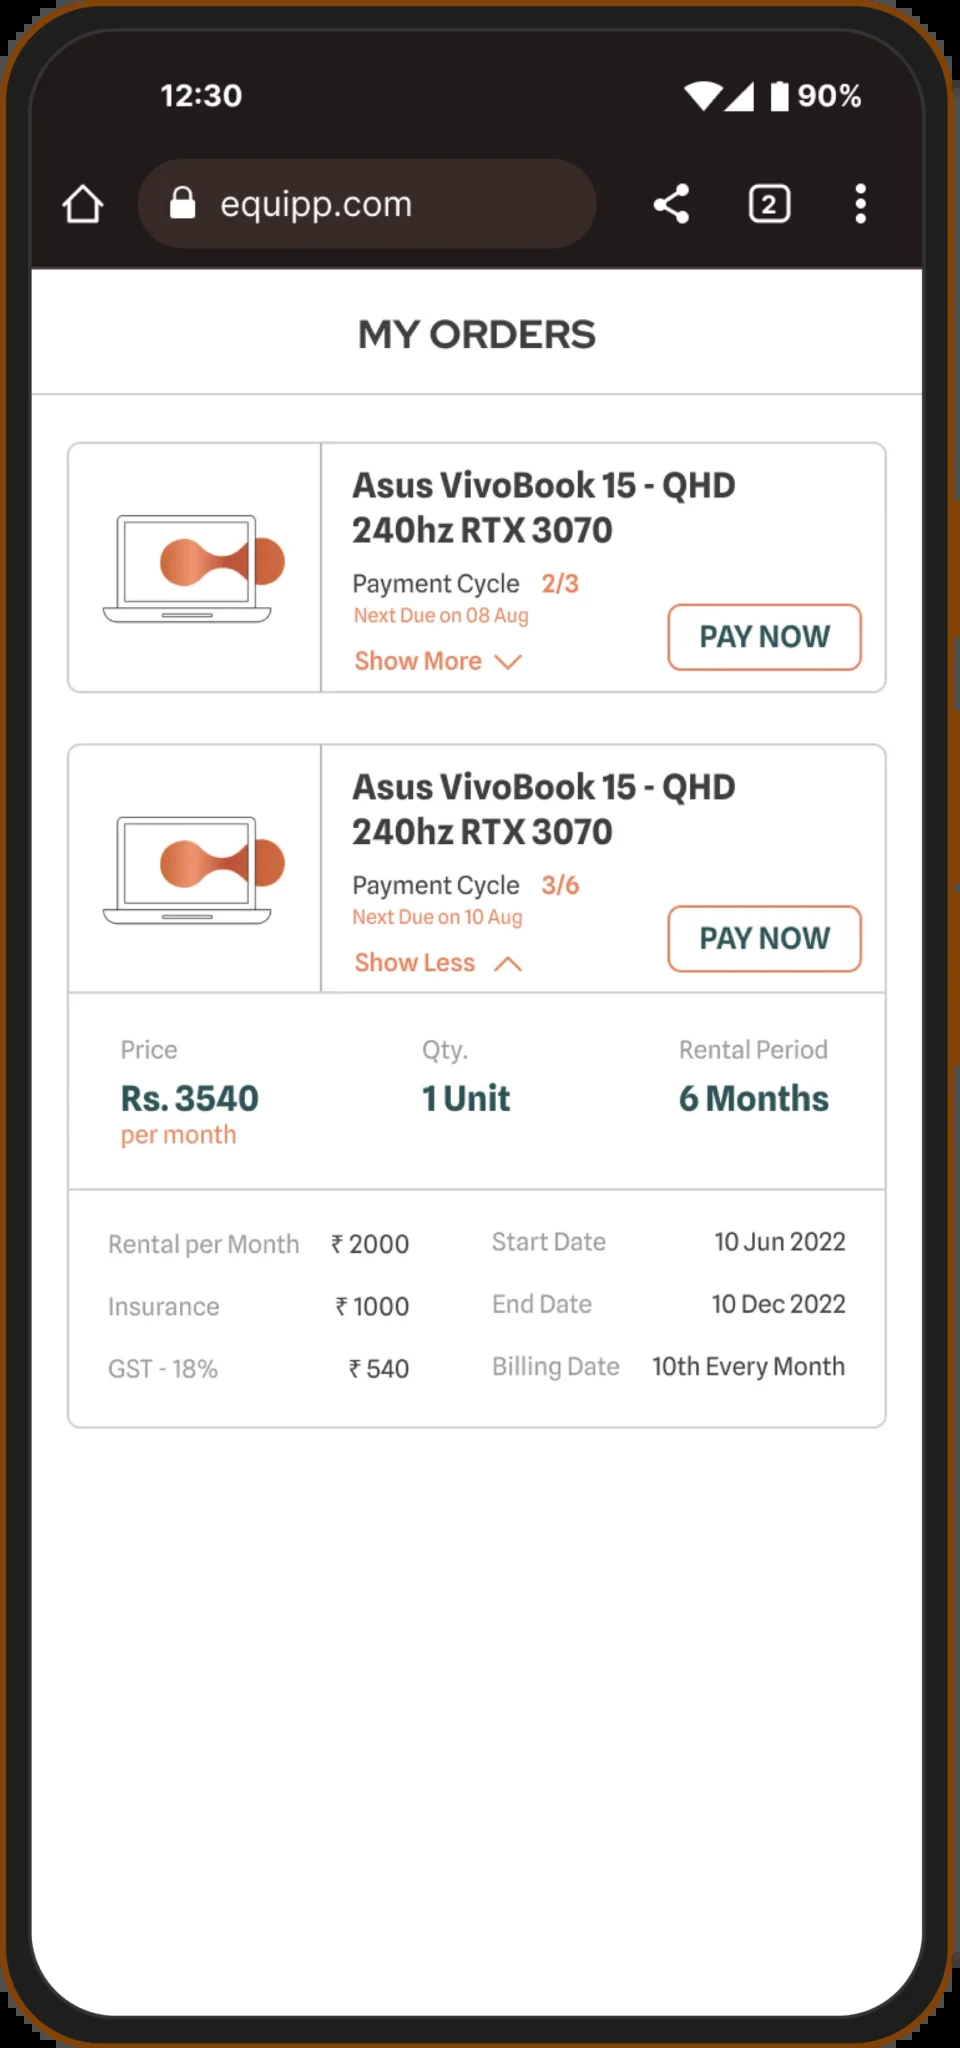 12:30
90%
equipp.com
2
MY ORDERS
Asus VivoBook 15 - QHD
240hz RTX 3070
Payment Cycle 2/3
Next Due on 08 Aug
Show More
PAY NOW
Asus VivoBook 15 - QHD
240hz RTX 3070
Payment Cycle 3/6
Next Due on 10 Aug
Show Less
PAY NOW
Price Qty. Rental Period
Rs. 3540 1 Unit 6 Months
per month
Rental per Month ₹ 2000 Start Date 10 Jun 2022
Insurance ₹ 1000 End Date 10 Dec 2022
GST - 18% ₹ 540 Billing Date 10th Every Month